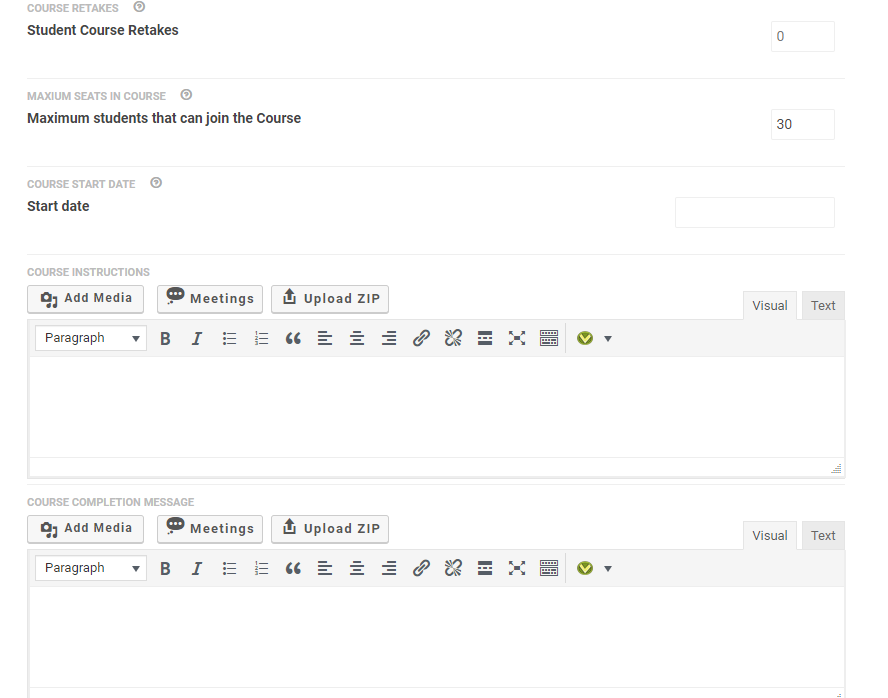 COURSE RETAKES
Student Course Retakes
0
MAXIUM SEATS IN COURSE
Maximum students that can join the Course
30
COURSE START DATE
Start date
COURSE INSTRUCTIONS
Add Media Meetings Upload ZIP
Visual Text
Paragraph B I
COURSE COMPLETION MESSAGE
Add Media Meetings Upload ZIP
Visual Text
Paragraph B I